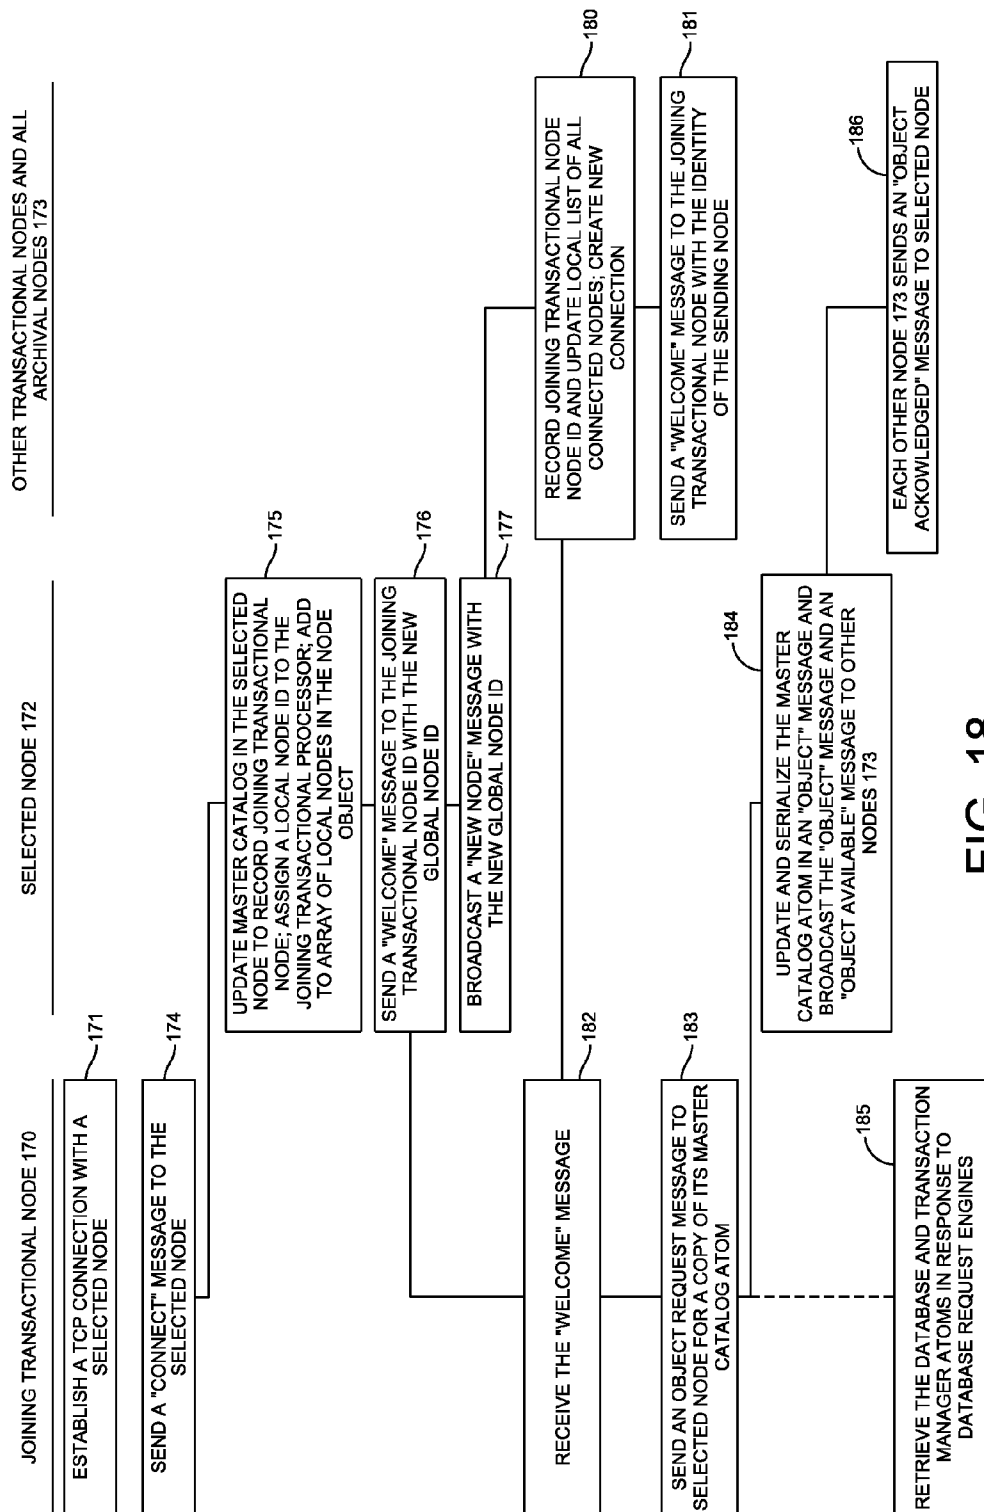 JOINING TRANSACTIONAL NODE 170
ESTABLISH A TCP CONNECTION WITH A
SELECTED NODE
171
SEND A "CONNECT" MESSAGE TO THE
SELECTED NODE
174
SELECTED NODE 172
UPDATE MASTER CATALOG IN THE SELECTED
NODE TO RECORD JOINING TRANSACTIONAL
NODE; ASSIGN A LOCAL NODE ID TO THE
JOINING TRANSACTIONAL PROCESSOR; ADD
TO ARRAY OF LOCAL NODES IN THE NODE
OBJECT
175
SEND A "WELCOME" MESSAGE TO THE JOINING
TRANSACTIONAL NODE ID WITH THE NEW
GLOBAL NODE ID
176
BROADCAST A "NEW NODE" MESSAGE WITH
THE NEW GLOBAL NODE ID
177
OTHER TRANSACTIONAL NODES AND ALL
ARCHIVAL NODES 173
RECORD JOINING TRANSACTIONAL NODE
NODE ID AND UPDATE LOCAL LIST OF ALL
CONNECTED NODES; CREATE NEW
CONNECTION
180
SEND A "WELCOME" MESSAGE TO THE JOINING
TRANSACTIONAL NODE WITH THE IDENTITY
OF THE SENDING NODE
181
RECEIVE THE "WELCOME" MESSAGE
182
SEND AN OBJECT REQUEST MESSAGE TO
SELECTED NODE FOR A COPY OF ITS MASTER
CATALOG ATOM
183
UPDATE AND SERIALIZE THE MASTER
CATALOG ATOM IN AN "OBJECT" MESSAGE AND
BROADCAST THE "OBJECT" MESSAGE AND AN
"OBJECT AVAILABLE" MESSAGE TO OTHER
NODES 173
184
RETRIEVE THE DATABASE AND TRANSACTION
MANAGER ATOMS IN RESPONSE TO
DATABASE REQUEST ENGINES
185
EACH OTHER NODE 173 SENDS AN "OBJECT
ACKOWLEDGED" MESSAGE TO SELECTED NODE
186
FIG. 18